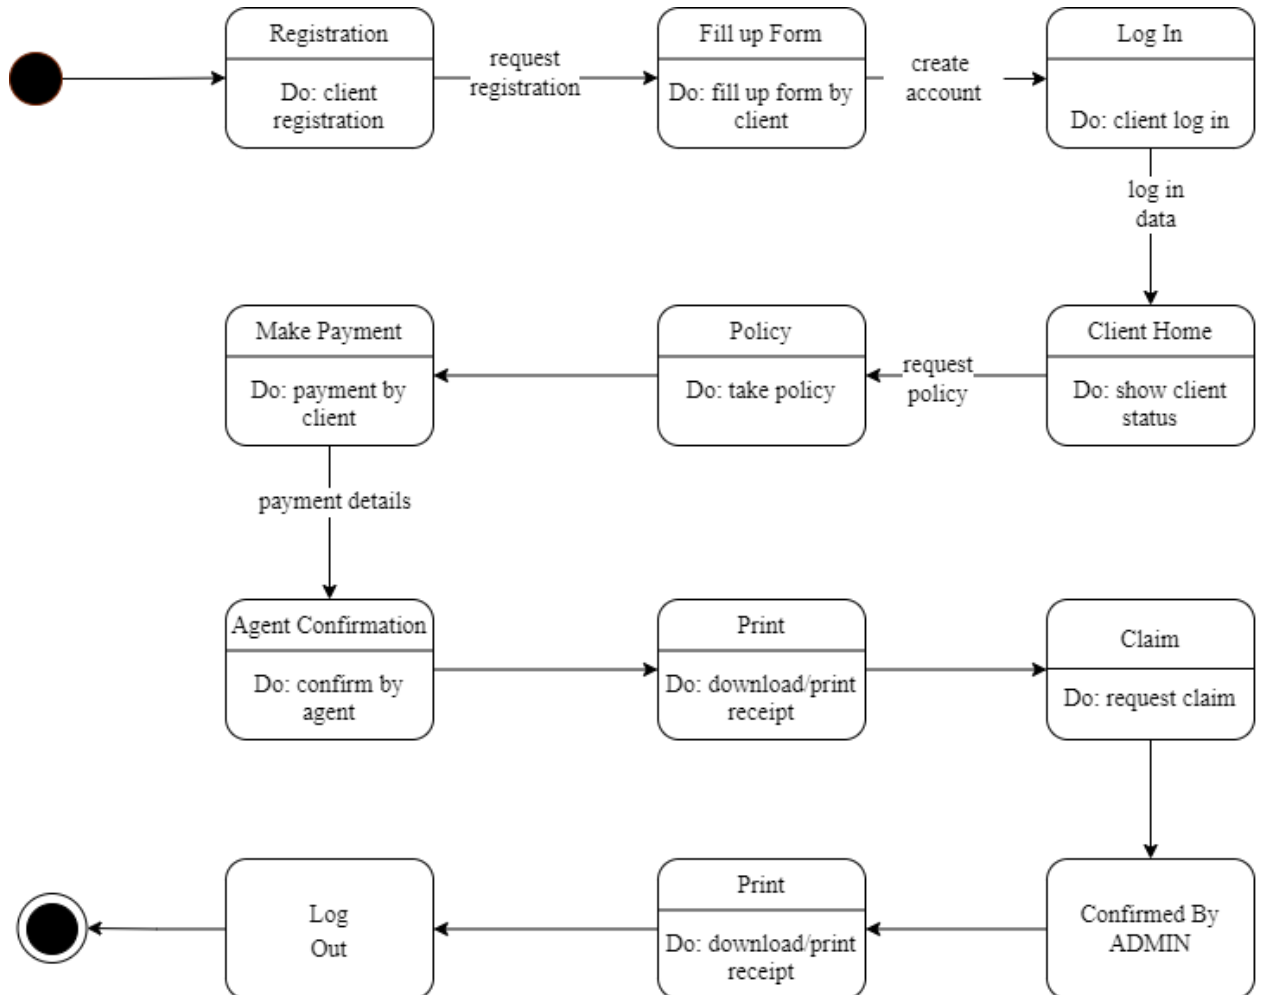 Registration
Do: client
registration
request
registration
Fill up Form
Do: fill up form by
client
create
account
Log In
Do: client log in
log in
data
Client Home
Do: show client
status
request
policy
Policy
Do: take policy
Make Payment
Do: payment by
client
payment details
Agent Confirmation
Do: confirm by
agent
Print
Do: download/print
receipt
Claim
Do: request claim
Confirmed By
ADMIN
Print
Do: download/print
receipt
Log
Out